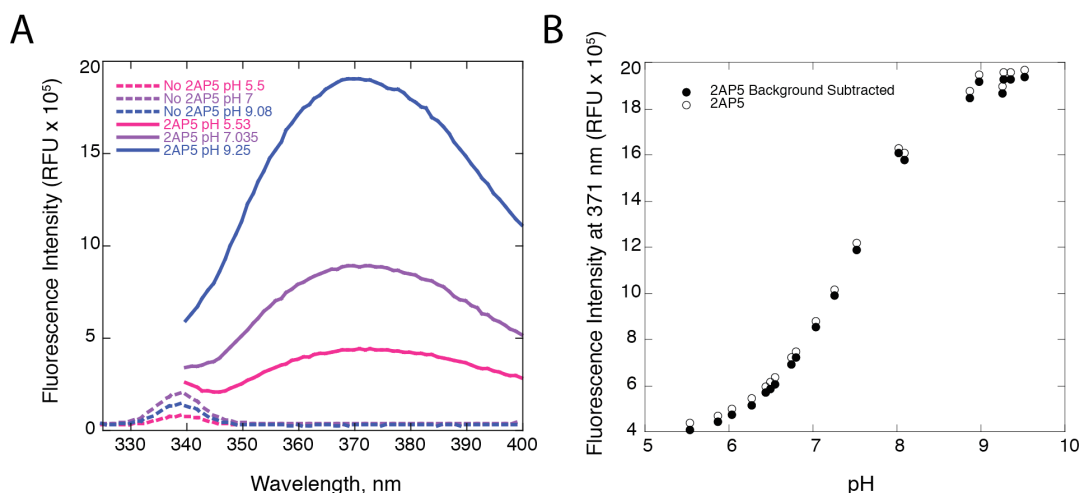 A
Fluorescence Intensity (RFU x 10⁵)
20
15
10
5
0
No 2AP5 pH 5.5
No 2AP5 pH 7
No 2AP5 pH 9.08
2AP5 pH 5.53
2AP5 pH 7.035
2AP5 pH 9.25
330 340 350 360 370 380 390 400
Wavelength, nm
B
Fluorescence Intensity at 371 nm (RFU x 10⁵)
20
18
16
14
12
10
8
6
4
2AP5 Background Subtracted
2AP5
5 6 7 8 9 10
pH